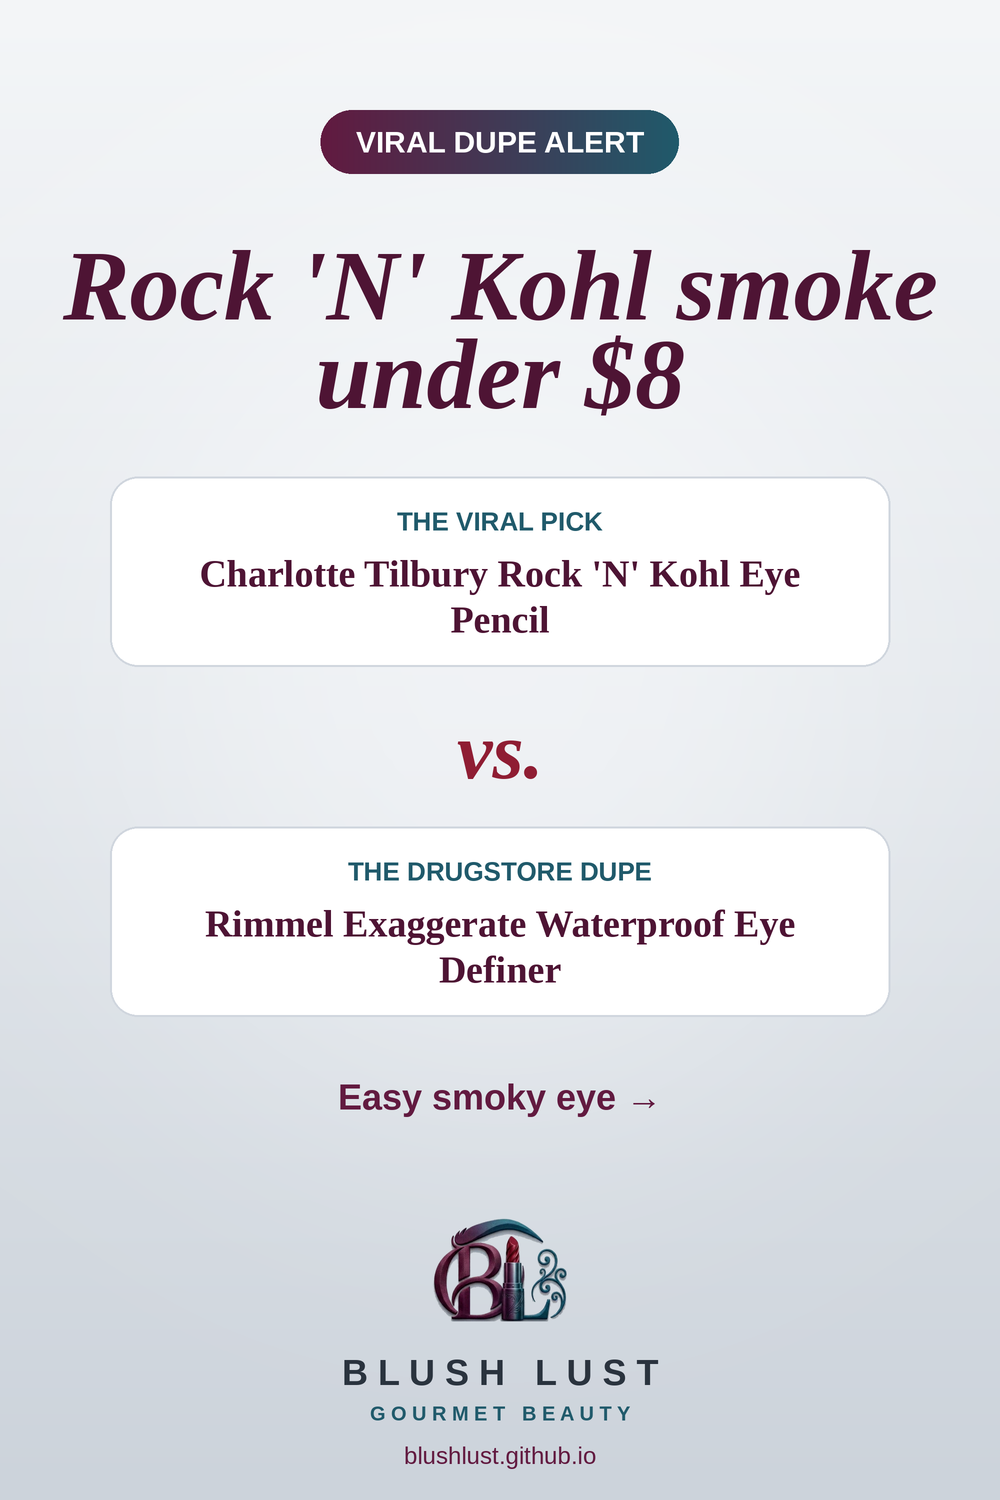 VIRAL DUPE ALERT
Rock 'N' Kohl smoke
under $8
THE VIRAL PICK
Charlotte Tilbury Rock 'N' Kohl Eye
Pencil
vs.
THE DRUGSTORE DUPE
Rimmel Exaggerate Waterproof Eye
Definer
Easy smoky eye →
BL
BLUSH LUST
GOURMET BEAUTY
blushlust.github.io